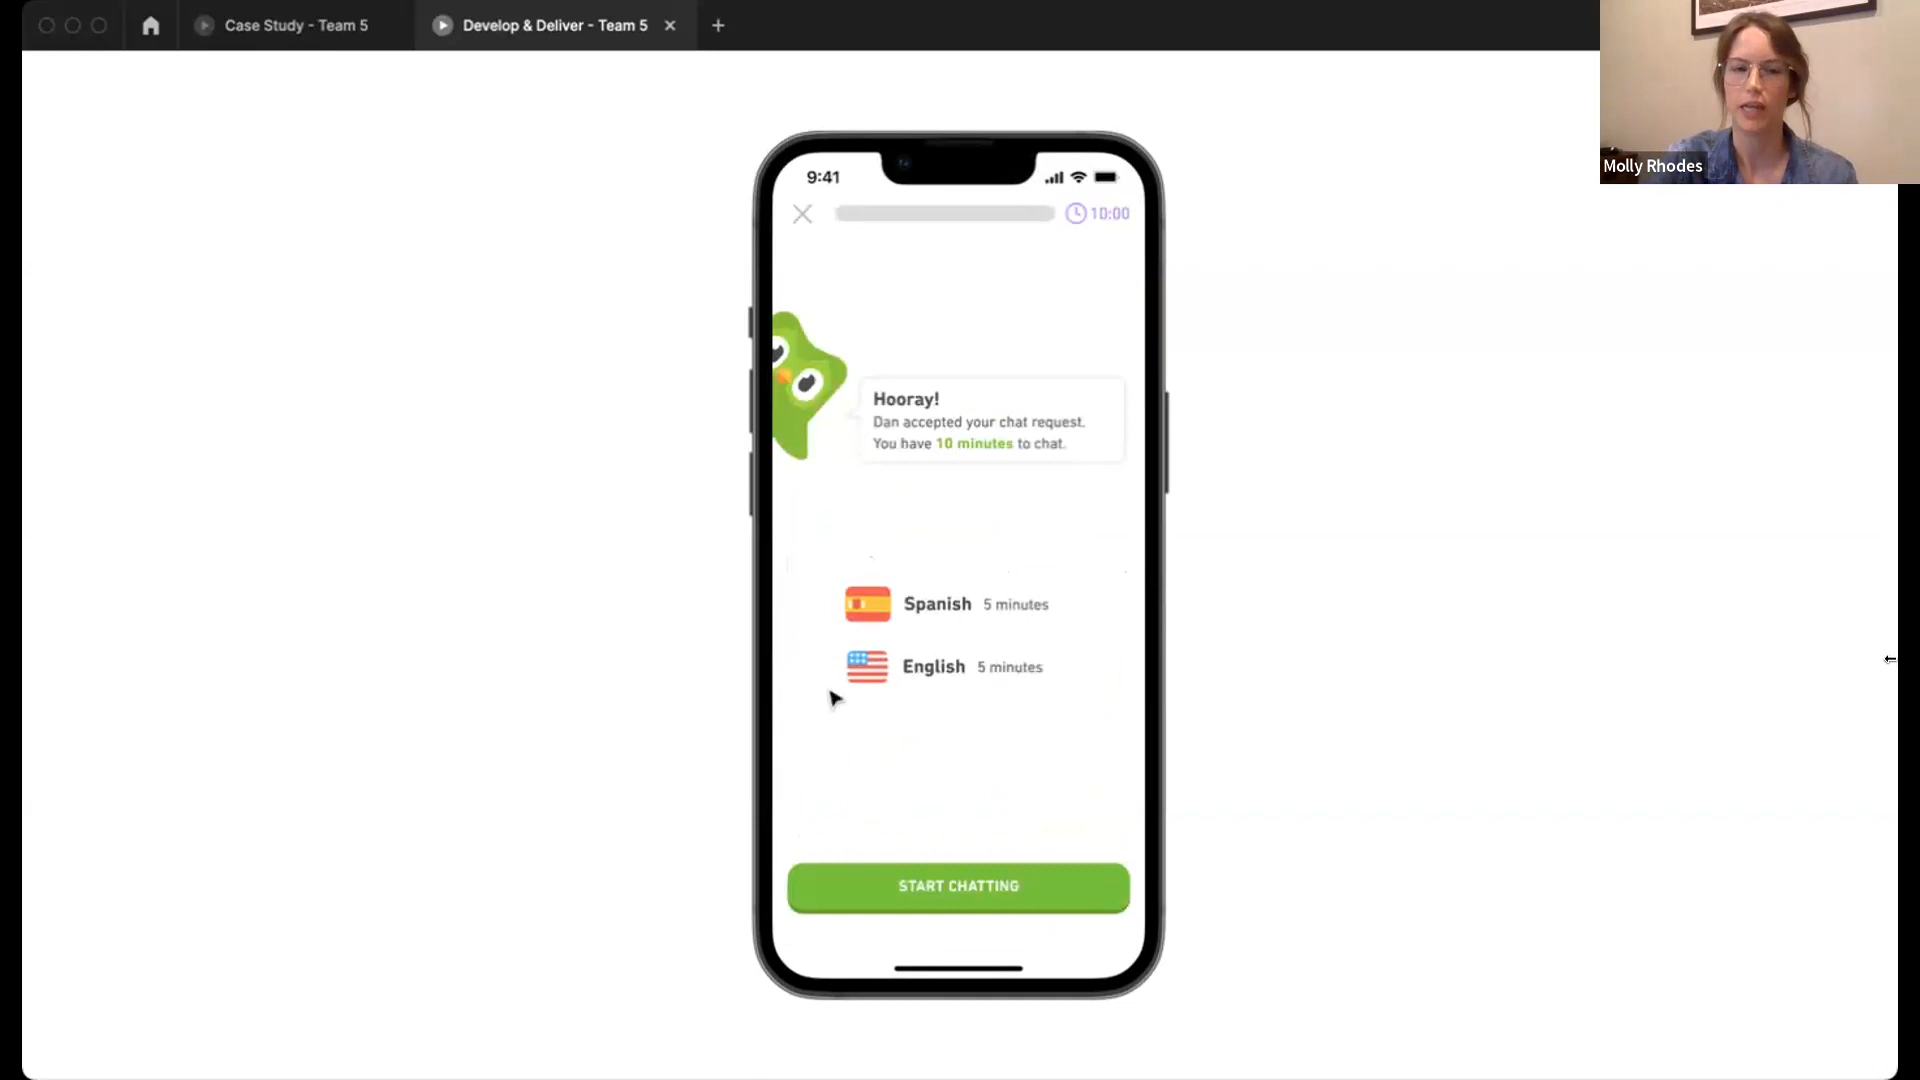 Case Study - Team 5
Develop & Deliver - Team 5
Molly Rhodes
9:41
10:00
Hooray!
Dan accepted your chat request.
You have 10 minutes to chat.
Spanish 5 minutes
English 5 minutes
START CHATTING